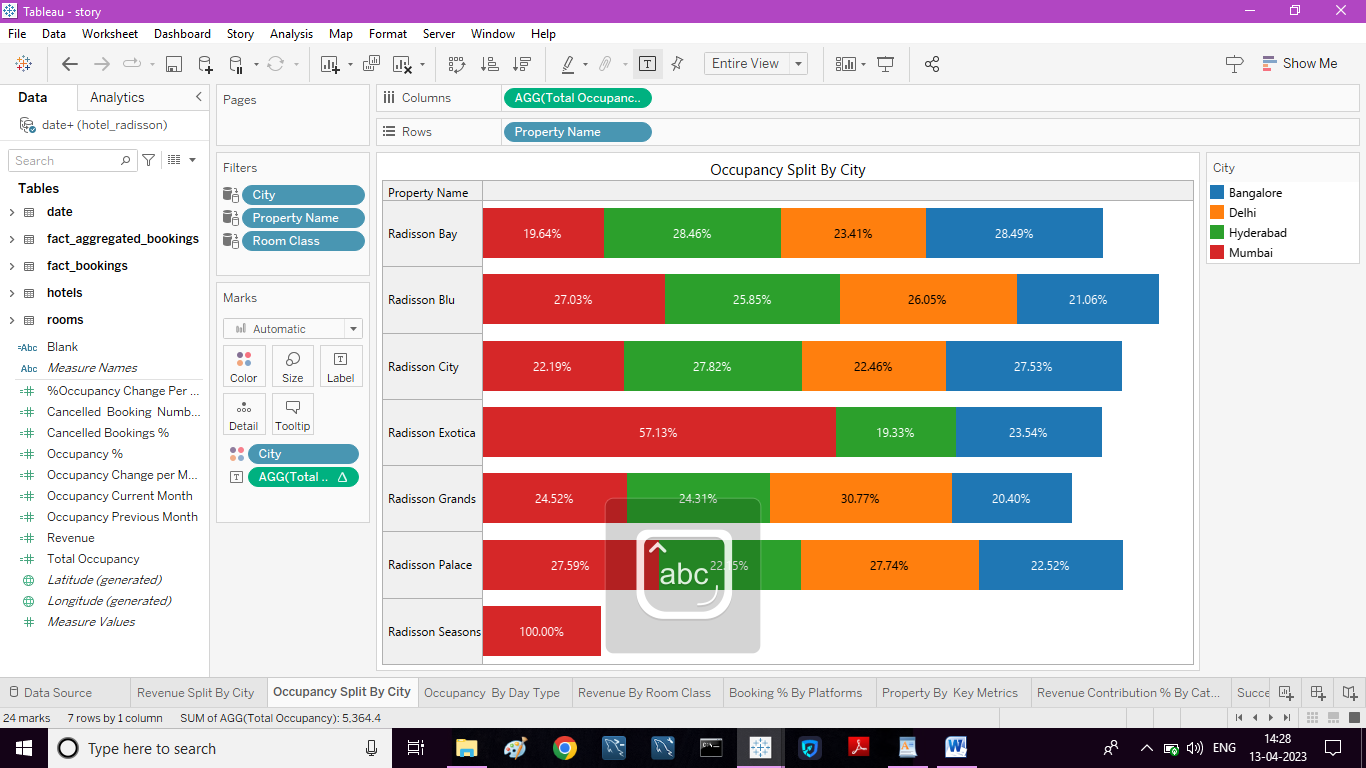 Tableau - story
File Data Worksheet Dashboard Story Analysis Map Format Server Window Help
Entire View
Show Me
Data Analytics
date+ (hotel_radisson)
Search
Tables
date
fact_aggregated_bookings
fact_bookings
hotels
rooms
=Abc Blank
Abc Measure Names
%Occupancy Change Per ...
Cancelled Booking Numb...
Cancelled Bookings %
Occupancy %
Occupancy Change per M...
Occupancy Current Month
Occupancy Previous Month
Revenue
Total Occupancy
Latitude (generated)
Longitude (generated)
Measure Values
Pages
Filters
City
Property Name
Room Class
Marks
Automatic
Color Size Label
Detail Tooltip
City
AGG(Total ..
Columns AGG(Total Occupanc..
Rows Property Name
Occupancy Split By City
Property Name
Radisson Bay 19.64% 28.46% 23.41% 28.49%
Radisson Blu 27.03% 25.85% 26.05% 21.06%
Radisson City 22.19% 27.82% 22.46% 27.53%
Radisson Exotica 57.13% 19.33% 23.54%
Radisson Grands 24.52% 24.31% 30.77% 20.40%
Radisson Palace 27.59% 27.74% 22.52%
Radisson Seasons 100.00%
abc
City
Bangalore
Delhi
Hyderabad
Mumbai
Data Source Revenue Split By City Occupancy Split By City Occupancy By Day Type Revenue By Room Class Booking % By Platforms Property By Key Metrics Revenue Contribution % By Cat... Succe
24 marks 7 rows by 1 column SUM of AGG(Total Occupancy): 5,364.4
Type here to search
ENG
14:28
13-04-2023